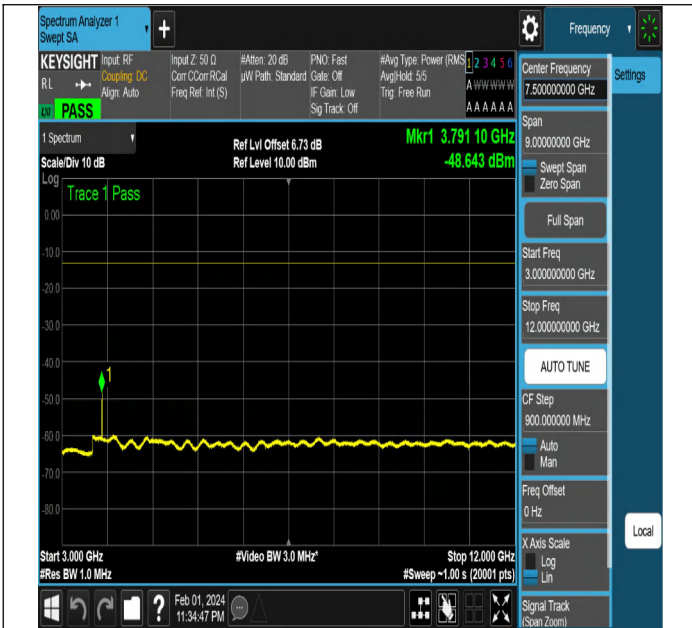 Spectrum Analyzer 1
Swept SA
Frequency
KEYSIGHT
RL
LXI
PASS
Input: RF
Coupling: DC
Align: Auto
Input Z: 50 Ω
Corr CCorr RCal
Freq Ref: Int (S)
#Atten: 20 dB
µW Path: Standard
PNO: Fast
Gate: Off
IF Gain: Low
Sig Track: Off
#Avg Type: Power (RMS
Avg|Hold: 5/5
Trig: Free Run
1 2 3 4 5 6
A W W W W W
A A A A A A
1 Spectrum
Scale/Div 10 dB
Ref Lvl Offset 6.73 dB
Ref Level 10.00 dBm
Mkr1 3.791 10 GHz
-48.643 dBm
Log
Trace 1 Pass
0.00
-10.0
-20.0
-30.0
-40.0
-50.0
-60.0
-70.0
-80.0
1
Start 3.000 GHz
#Res BW 1.0 MHz
#Video BW 3.0 MHz*
Stop 12.000 GHz
#Sweep ~1.00 s (20001 pts)
Feb 01, 2024
11:34:47 PM
Center Frequency
7.500000000 GHz
Span
9.00000000 GHz
Swept Span
Zero Span
Full Span
Start Freq
3.000000000 GHz
Stop Freq
12.000000000 GHz
AUTO TUNE
CF Step
900.000000 MHz
Auto
Man
Freq Offset
0 Hz
X Axis Scale
Log
Lin
Signal Track
(Span Zoom)
Settings
Local